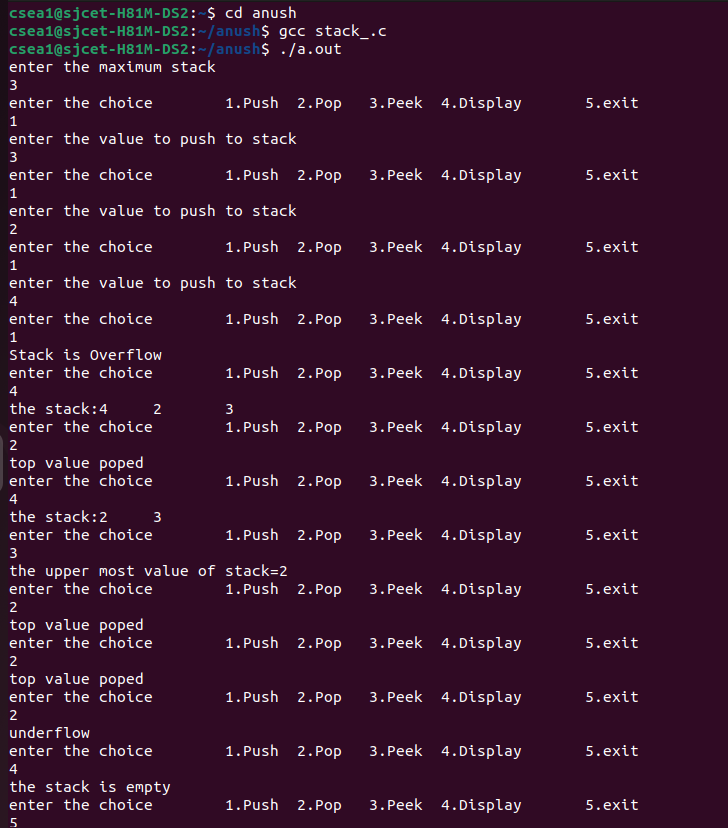 csea1@sjcet-H81M-DS2:~$ cd anush
csea1@sjcet-H81M-DS2:~/anush$ gcc stack_.c
csea1@sjcet-H81M-DS2:~/anush$ ./a.out
enter the maximum stack
3
enter the choice        1.Push  2.Pop   3.Peek  4.Display       5.exit
1
enter the value to push to stack
3
enter the choice        1.Push  2.Pop   3.Peek  4.Display       5.exit
1
enter the value to push to stack
2
enter the choice        1.Push  2.Pop   3.Peek  4.Display       5.exit
1
enter the value to push to stack
4
enter the choice        1.Push  2.Pop   3.Peek  4.Display       5.exit
1
Stack is Overflow
enter the choice        1.Push  2.Pop   3.Peek  4.Display       5.exit
4
the stack:4     2       3
enter the choice        1.Push  2.Pop   3.Peek  4.Display       5.exit
2
top value poped
enter the choice        1.Push  2.Pop   3.Peek  4.Display       5.exit
4
the stack:2     3
enter the choice        1.Push  2.Pop   3.Peek  4.Display       5.exit
3
the upper most value of stack=2
enter the choice        1.Push  2.Pop   3.Peek  4.Display       5.exit
2
top value poped
enter the choice        1.Push  2.Pop   3.Peek  4.Display       5.exit
2
top value poped
enter the choice        1.Push  2.Pop   3.Peek  4.Display       5.exit
2
underflow
enter the choice        1.Push  2.Pop   3.Peek  4.Display       5.exit
4
the stack is empty
enter the choice        1.Push  2.Pop   3.Peek  4.Display       5.exit
5